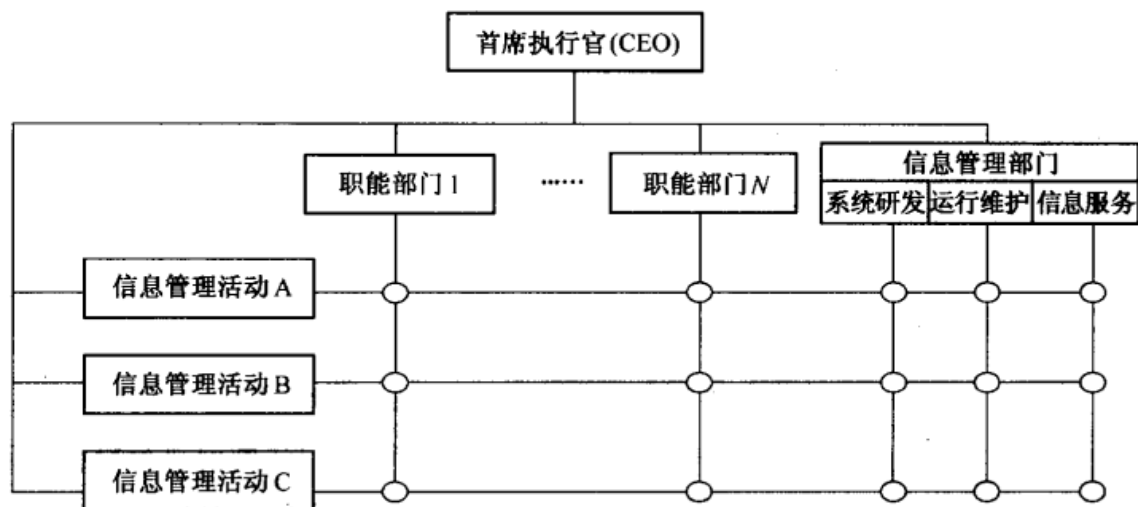 首席执行官(CEO)
职能部门1
……
职能部门N
信息管理部门
系统研发
运行维护
信息服务
信息管理活动A
信息管理活动B
信息管理活动C